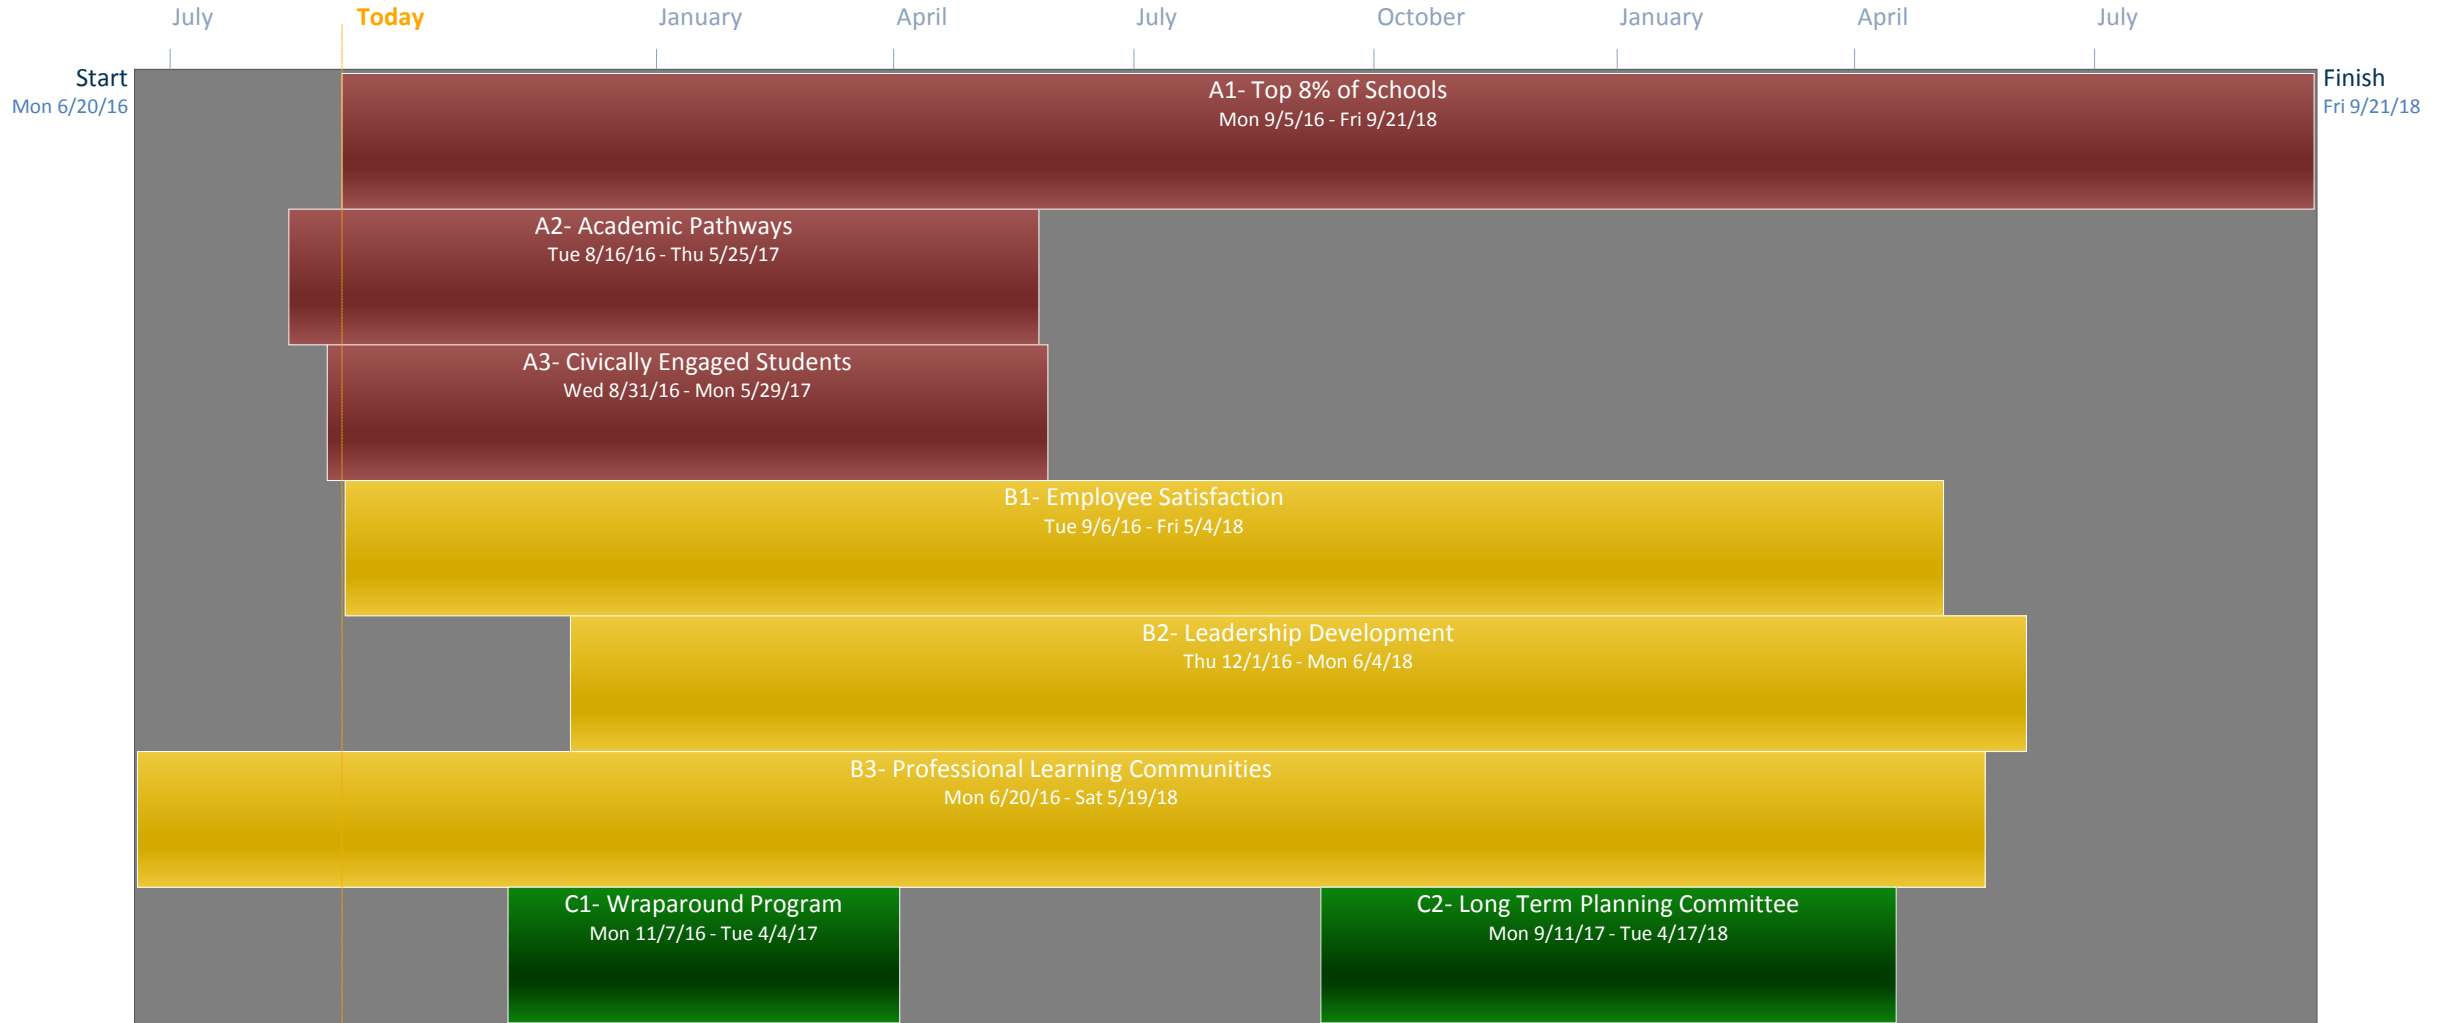 July Today January April July October January April July
Start
Mon 6/20/16
Finish
Fri 9/21/18
A1- Top 8% of Schools
Mon 9/5/16 - Fri 9/21/18
A2- Academic Pathways
Tue 8/16/16 - Thu 5/25/17
A3- Civically Engaged Students
Wed 8/31/16 - Mon 5/29/17
B1- Employee Satisfaction
Tue 9/6/16 - Fri 5/4/18
B2- Leadership Development
Thu 12/1/16 - Mon 6/4/18
B3- Professional Learning Communities
Mon 6/20/16 - Sat 5/19/18
C1- Wraparound Program
Mon 11/7/16 - Tue 4/4/17
C2- Long Term Planning Committee
Mon 9/11/17 - Tue 4/17/18